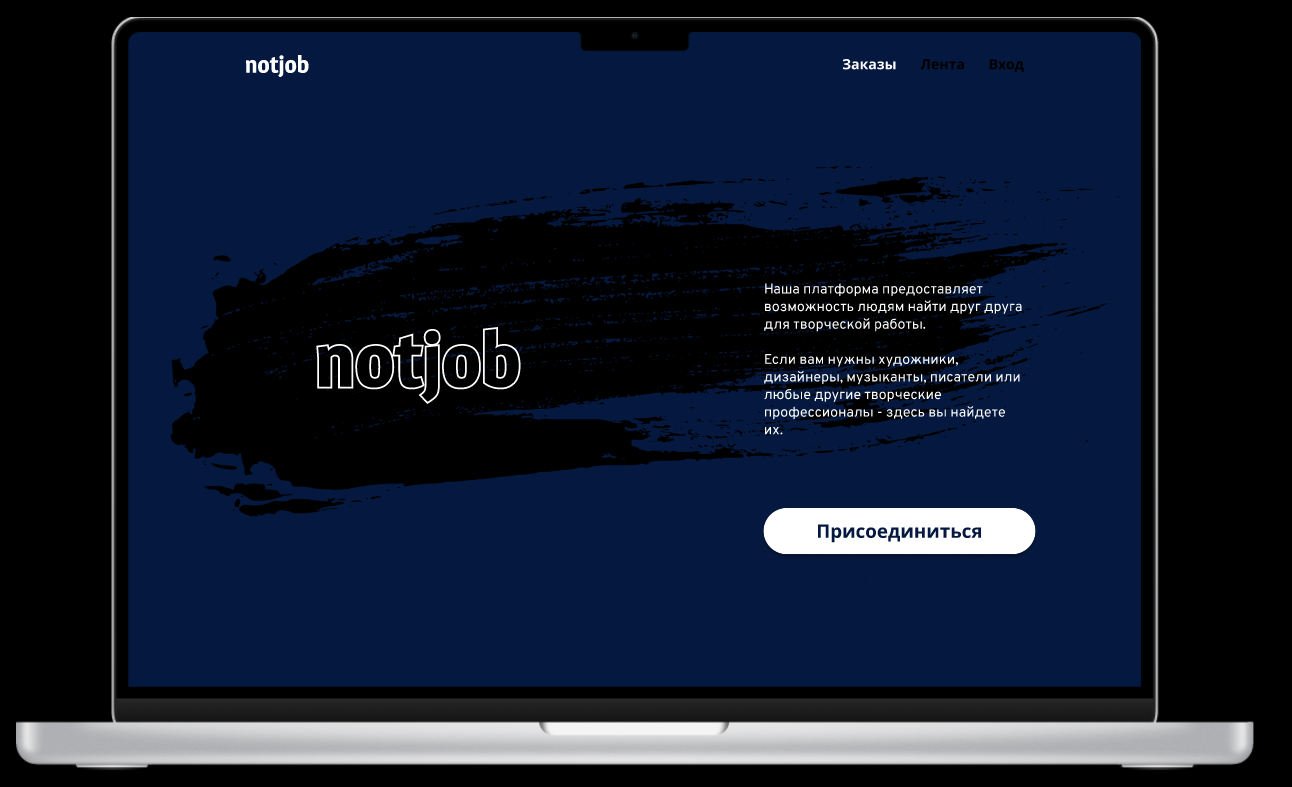 notjob
Заказы Лента Вход
notjob
Наша платформа предоставляет
возможность людям найти друг друга
для творческой работы.
Если вам нужны художники,
дизайнеры, музыканты, писатели или
любые другие творческие
профессионалы - здесь вы найдете
их.
Присоединиться